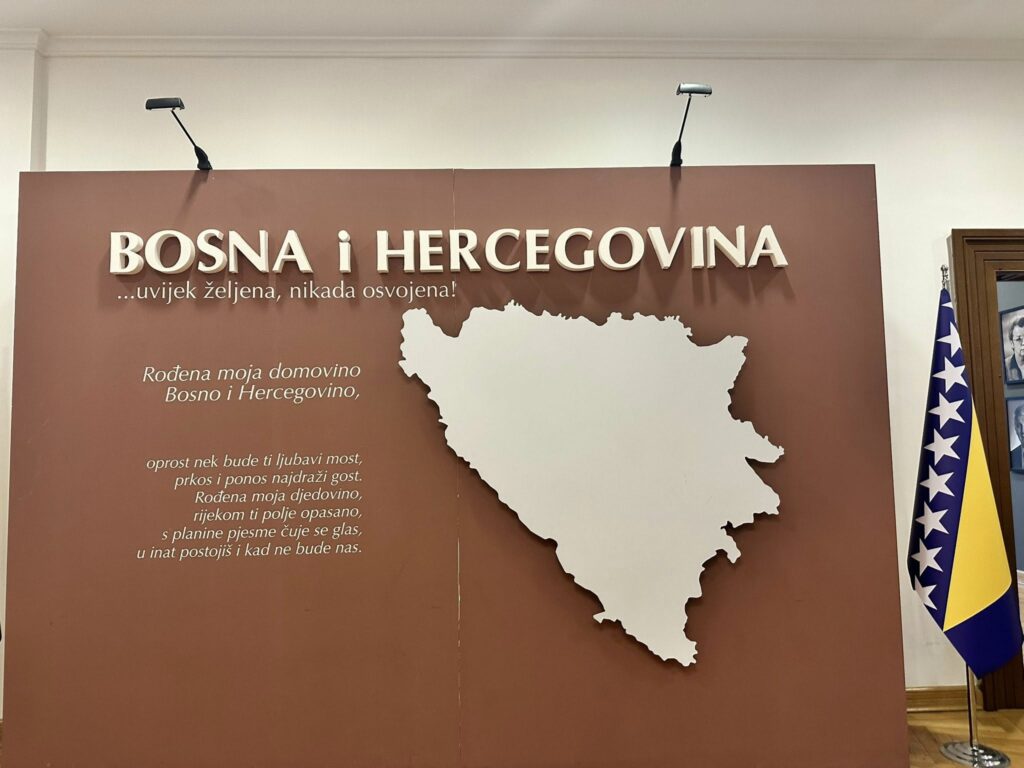 BOSNA i HERCEGOVINA
...uvijek željena, nikada osvojena!
Rođena moja domovino
Bosno i Hercegovino,
oprost nek bude ti ljubavi most,
prkos i ponos najdraži gost.
Rođena moja djedovino,
rijekom ti polje opasano,
s planine pjesme čuje se glas,
u inat postojiš i kad ne bude nas.